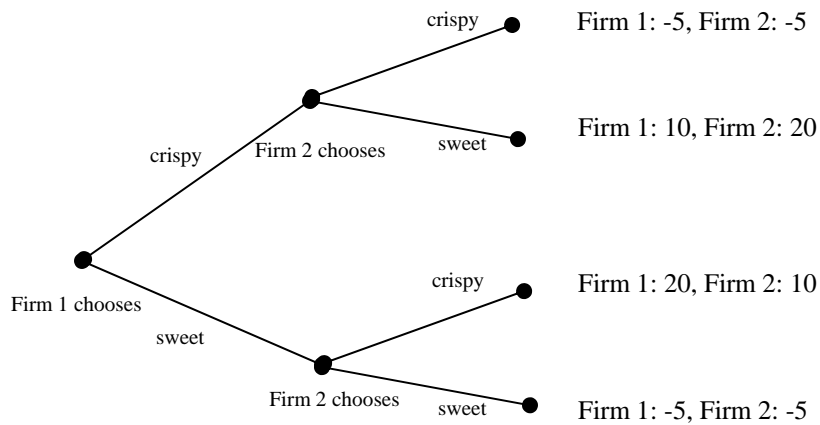 crispy
Firm 1: -5, Firm 2: -5
Firm 1: 10, Firm 2: 20
sweet
crispy
Firm 2 chooses
crispy
Firm 1: 20, Firm 2: 10
Firm 1 chooses
sweet
Firm 2 chooses
sweet
Firm 1: -5, Firm 2: -5